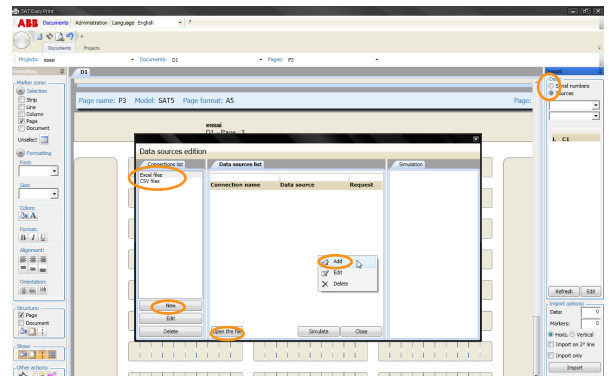 SAT Easy Print
ABB Documents Administration Language English ?
Documents Projects
Projects: essai Documents: D1 Pages: P3
Formatting
D1
Import:
Marker zone:
Selection
Strip
Line
Column
Page
Document
Unselect
Formatting
Font:
Size:
Colors:
Format:
B I U
Alignment:
Orientation:
Structure:
Page
Document
Show:
Other actions:
Page name: P3 Model: SAT5 Page format: A5 Page:
essai
D1 - Page : 3
Data sources edition
Connections list
Excel files
CSV files
New
Edit
Delete
Data sources list
Connection name Data source Request
Add
Edit
Delete
Open the file
Simulate
Close
Simulation
Data:
Serial numbers
Sources
L C1
Refresh Edit
Import options:
Date: 0
Markers: 0
Horiz. Vertical
Import on 2° line
Import only
Import